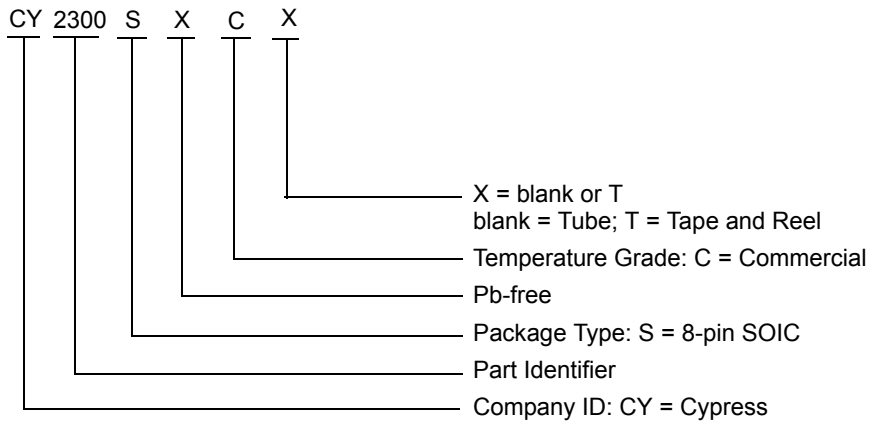 CY 2300 S X C X
X = blank or T
blank = Tube; T = Tape and Reel
Temperature Grade: C = Commercial
Pb-free
Package Type: S = 8-pin SOIC
Part Identifier
Company ID: CY = Cypress